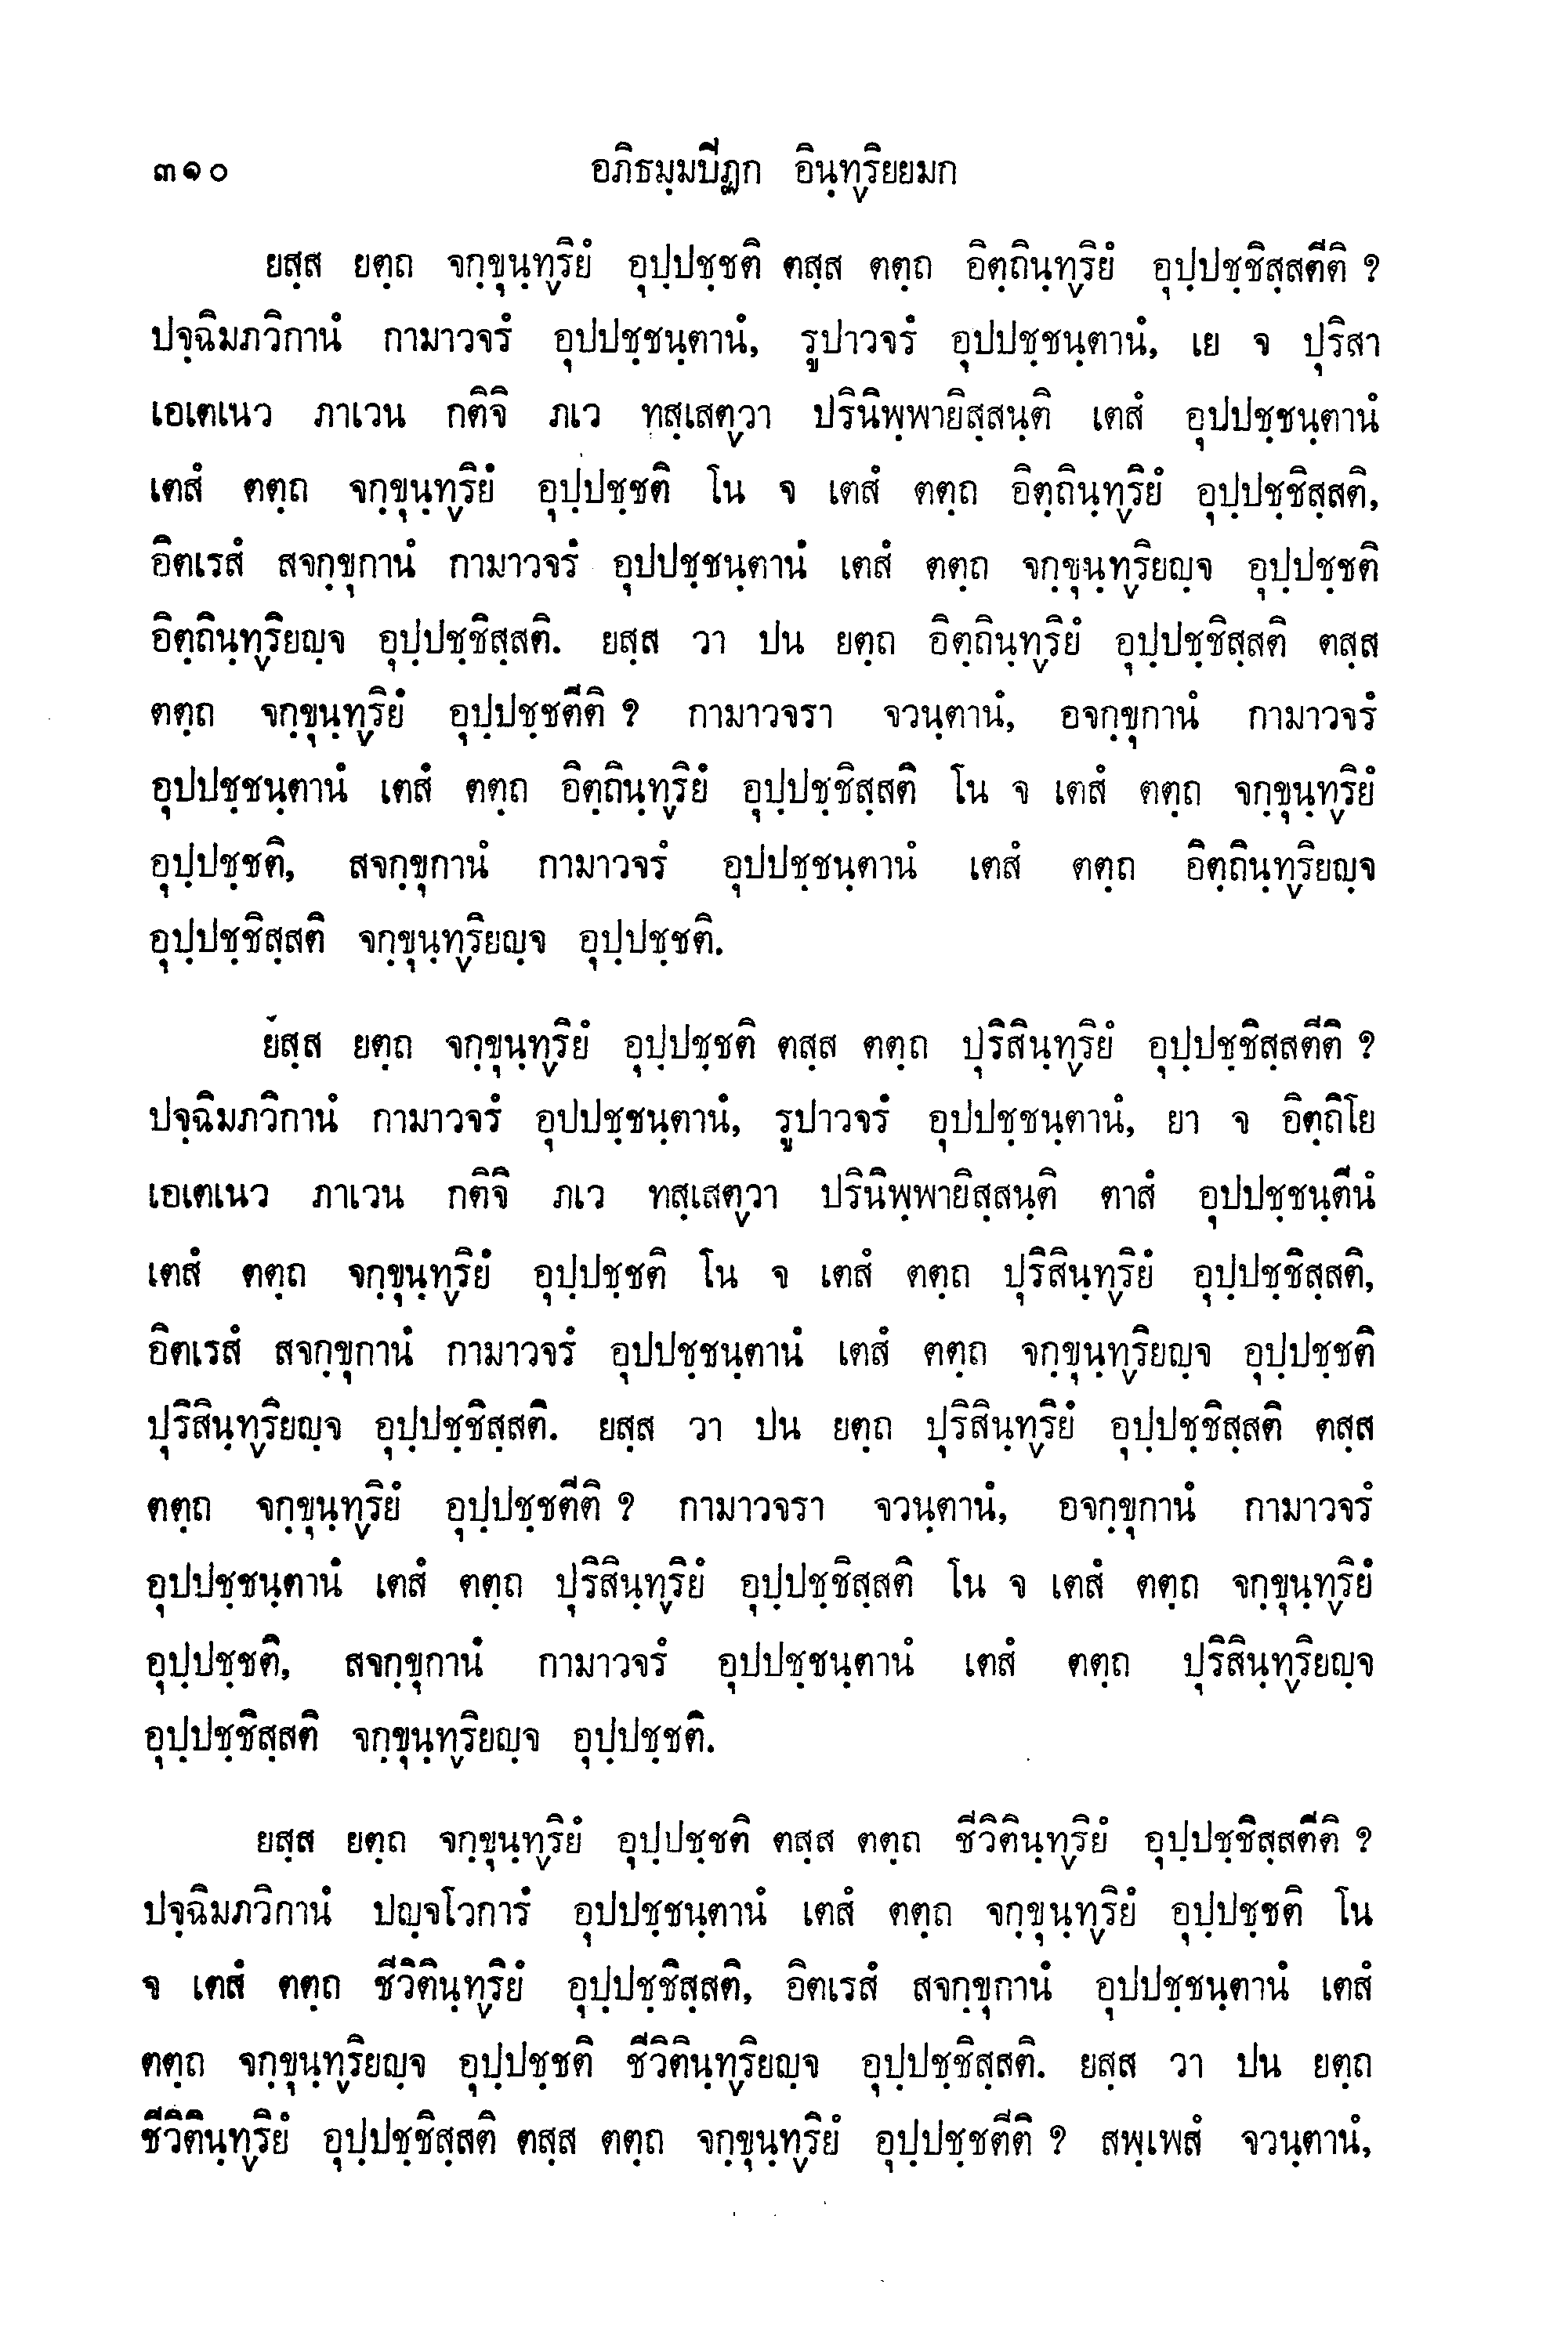 ๓๑๐ อภิธมฺมปีฏก อินฺทฺริยยมก
ยสฺส ยตฺถ จกฺขุนฺทฺริยํ อุปฺปชฺชติ ตสฺส ตตฺถ อิตฺถินฺทฺริยํ อุปฺปชฺชิสฺสตีติ ?
ปจฺฉิมภวิกานํ กามาวจรํ อุปปชฺชนฺตานํ, รูปาวจรํ อุปปชฺชนฺตานํ, เย จ ปุริสา
เอเตเนว ภาเวน กติจิ ภเว ทสฺเสตฺวา ปรินิพฺพายิสฺสนฺติ เตสํ อุปปชฺชนฺตานํ
เตสํ ตตฺถ จกฺขุนฺทฺริยํ อุปฺปชฺชติ โน จ เตสํ ตตฺถ อิตฺถินฺทฺริยํ อุปฺปชฺชิสฺสติ,
อิตเรสํ สจกฺขุกานํ กามาวจรํ อุปปชฺชนฺตานํ เตสํ ตตฺถ จกฺขุนฺทฺริยญฺจ อุปฺปชฺชติ
อิตฺถินฺทฺริยญฺจ อุปฺปชฺชิสฺสติ. ยสฺส วา ปน ยตฺถ อิตฺถินฺทฺริยํ อุปฺปชฺชิสฺสติ ตสฺส
ตตฺถ จกฺขุนฺทฺริยํ อุปฺปชฺชตีติ ? กามาวจรา จวนฺตานํ, อจกฺขุกานํ กามาวจรํ
อุปปชฺชนฺตานํ เตสํ ตตฺถ อิตฺถินฺทฺริยํ อุปฺปชฺชิสฺสติ โน จ เตสํ ตตฺถ จกฺขุนฺทฺริยํ
อุปฺปชฺชติ, สจกฺขุกานํ กามาวจรํ อุปปชฺชนฺตานํ เตสํ ตตฺถ อิตฺถินฺทฺริยญฺจ
อุปฺปชฺชิสฺสติ จกฺขุนฺทฺริยญฺจ อุปฺปชฺชติ.
ยสฺส ยตฺถ จกฺขุนฺทฺริยํ อุปฺปชฺชติ ตสฺส ตตฺถ ปุริสินฺทฺริยํ อุปฺปชฺชิสฺสตีติ ?
ปจฺฉิมภวิกานํ กามาวจรํ อุปปชฺชนฺตานํ, รูปาวจรํ อุปปชฺชนฺตานํ, ยา จ อิตฺถิโย
เอเตเนว ภาเวน กติจิ ภเว ทสฺเสตฺวา ปรินิพฺพายิสฺสนฺติ ตาสํ อุปปชฺชนฺตีนํ
เตสํ ตตฺถ จกฺขุนฺทฺริยํ อุปฺปชฺชติ โน จ เตสํ ตตฺถ ปุริสินฺทฺริยํ อุปฺปชฺชิสฺสติ,
อิตเรสํ สจกฺขุกานํ กามาวจรํ อุปปชฺชนฺตานํ เตสํ ตตฺถ จกฺขุนฺทฺริยญฺจ อุปฺปชฺชติ
ปุริสินฺทฺริยญฺจ อุปฺปชฺชิสฺสติ. ยสฺส วา ปน ยตฺถ ปุริสินฺทฺริยํ อุปฺปชฺชิสฺสติ ตสฺส
ตตฺถ จกฺขุนฺทฺริยํ อุปฺปชฺชตีติ ? กามาวจรา จวนฺตานํ, อจกฺขุกานํ กามาวจรํ
อุปปชฺชนฺตานํ เตสํ ตตฺถ ปุริสินฺทฺริยํ อุปฺปชฺชิสฺสติ โน จ เตสํ ตตฺถ จกฺขุนฺทฺริยํ
อุปฺปชฺชติ, สจกฺขุกานํ กามาวจรํ อุปปชฺชนฺตานํ เตสํ ตตฺถ ปุริสินฺทฺริยญฺจ
อุปฺปชฺชิสฺสติ จกฺขุนฺทฺริยญฺจ อุปฺปชฺชติ.
ยสฺส ยตฺถ จกฺขุนฺทฺริยํ อุปฺปชฺชติ ตสฺส ตตฺถ ชีวิตินฺทฺริยํ อุปฺปชฺชิสฺสตีติ ?
ปจฺฉิมภวิกานํ ปญฺจโวการํ อุปปชฺชนฺตานํ เตสํ ตตฺถ จกฺขุนฺทฺริยํ อุปฺปชฺชติ โน
จ เตสํ ตตฺถ ชีวิตินฺทฺริยํ อุปฺปชฺชิสฺสติ, อิตเรสํ สจกฺขุกานํ อุปปชฺชนฺตานํ เตสํ
ตตฺถ จกฺขุนฺทฺริยญฺจ อุปฺปชฺชติ ชีวิตินฺทฺริยญฺจ อุปฺปชฺชิสฺสติ. ยสฺส วา ปน ยตฺถ
ชีวิตินฺทฺริยํ อุปฺปชฺชิสฺสติ ตสฺส ตตฺถ จกฺขุนฺทฺริยํ อุปฺปชฺชตีติ ? สพฺเพสํ จวนฺตานํ,